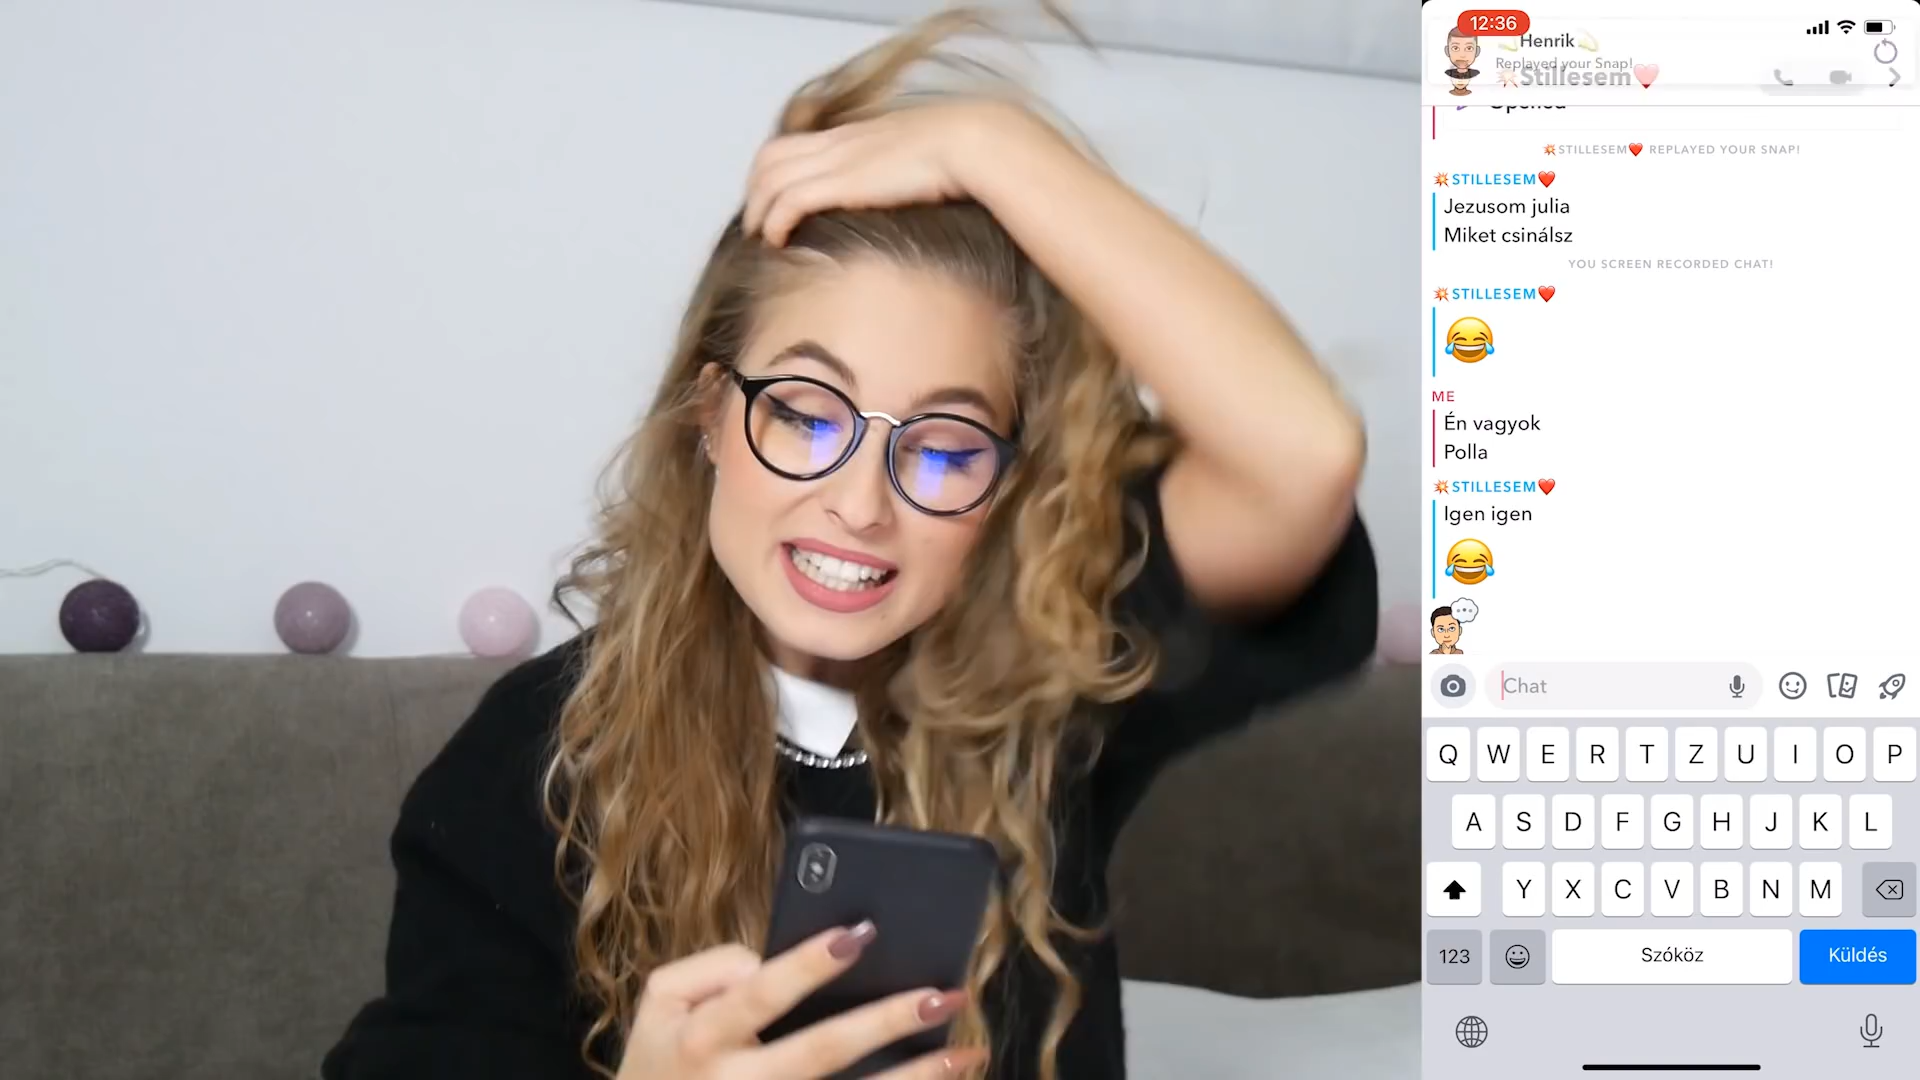 12:36
Henrik
Replayed your Snap!
💥Stillesem❤️
Opened
💥STILLESEM❤️ REPLAYED YOUR SNAP!
💥STILLESEM❤️
Jezusom julia
Miket csinálsz
YOU SCREEN RECORDED CHAT!
💥STILLESEM❤️
😂
ME
Én vagyok
Polla
💥STILLESEM❤️
Igen igen
😂
Chat
Q W E R T Z U I O P
A S D F G H J K L
Y X C V B N M
123 Szóköz Küldés